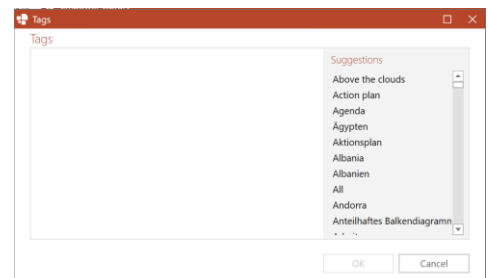 Tags
Tags
Suggestions
Above the clouds
Action plan
Agenda
Ägypten
Aktionsplan
Albania
Albanien
All
Andorra
Anteilhaftes Balkendiagramm
OK
Cancel